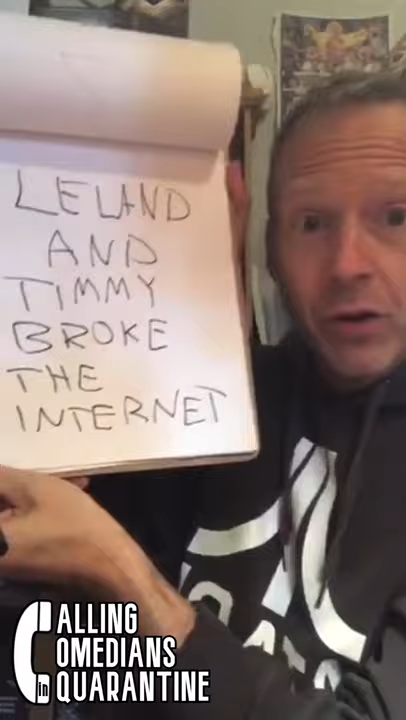 LELAND
AND
TIMMY
BROKE
THE
INTERNET
CALLING
COMEDIANS
in QUARANTINE